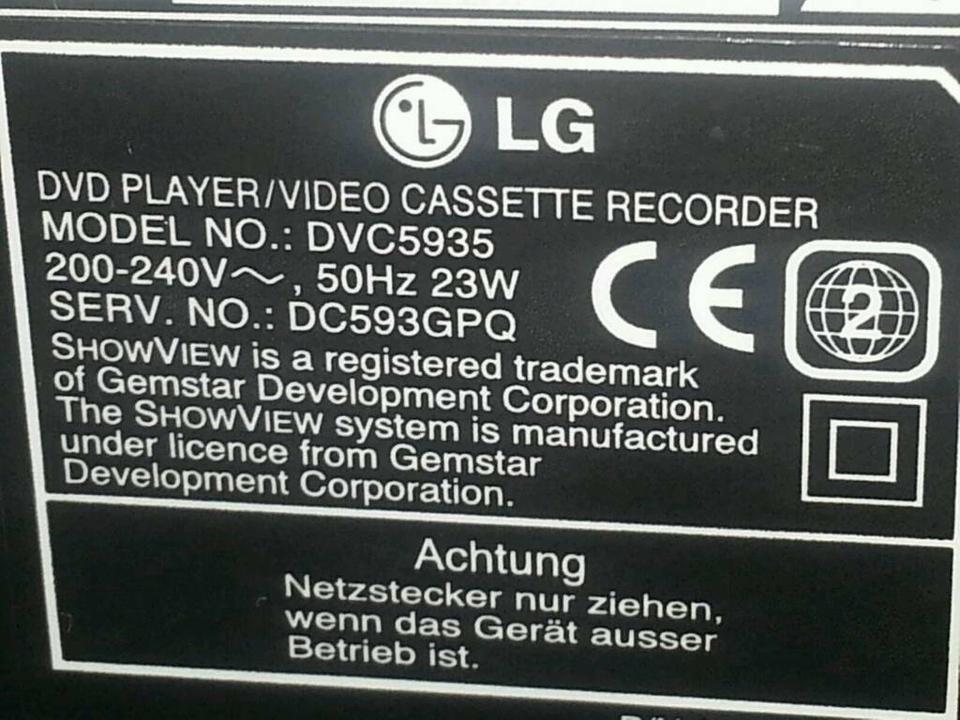 LG
DVD PLAYER/VIDEO CASSETTE RECORDER
MODEL NO.: DVC5935
200-240V～, 50Hz 23W
SERV. NO.: DC593GPQ
CE
2
SHOWVIEW is a registered trademark
of Gemstar Development Corporation.
The SHOWVIEW system is manufactured
under licence from Gemstar
Development Corporation.
Achtung
Netzstecker nur ziehen,
wenn das Gerät ausser
Betrieb ist.